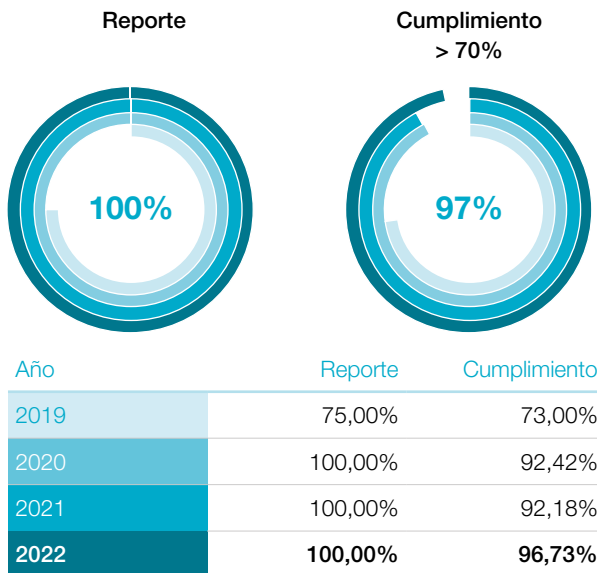 Reporte
Cumplimiento
> 70%
100%
97%
Año Reporte Cumplimiento
2019 75,00% 73,00%
2020 100,00% 92,42%
2021 100,00% 92,18%
2022 100,00% 96,73%